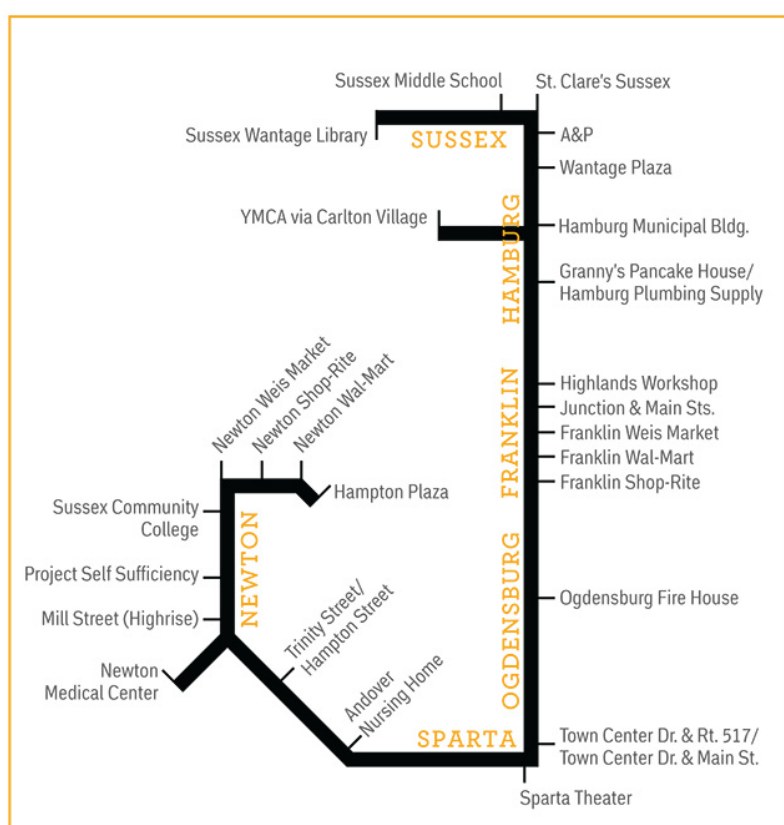 Sussex Middle School
St. Clare's Sussex
Sussex Wantage Library
SUSSEX
A&P
Wantage Plaza
YMCA via Carlton Village
HAMBURG
Hamburg Municipal Bldg.
Granny's Pancake House/
Hamburg Plumbing Supply
Newton Weis Market
Newton Shop-Rite
Newton Wal-Mart
Hampton Plaza
FRANKLIN
Highlands Workshop
Junction & Main Sts.
Franklin Weis Market
Franklin Wal-Mart
Franklin Shop-Rite
Sussex Community
College
NEWTON
Project Self Sufficiency
Mill Street (Highrise)
Newton
Medical Center
Trinity Street/
Hampton Street
Andover
Nursing Home
OGDENSBURG
Ogdensburg Fire House
SPARTA
Town Center Dr. & Rt. 517/
Town Center Dr. & Main St.
Sparta Theater